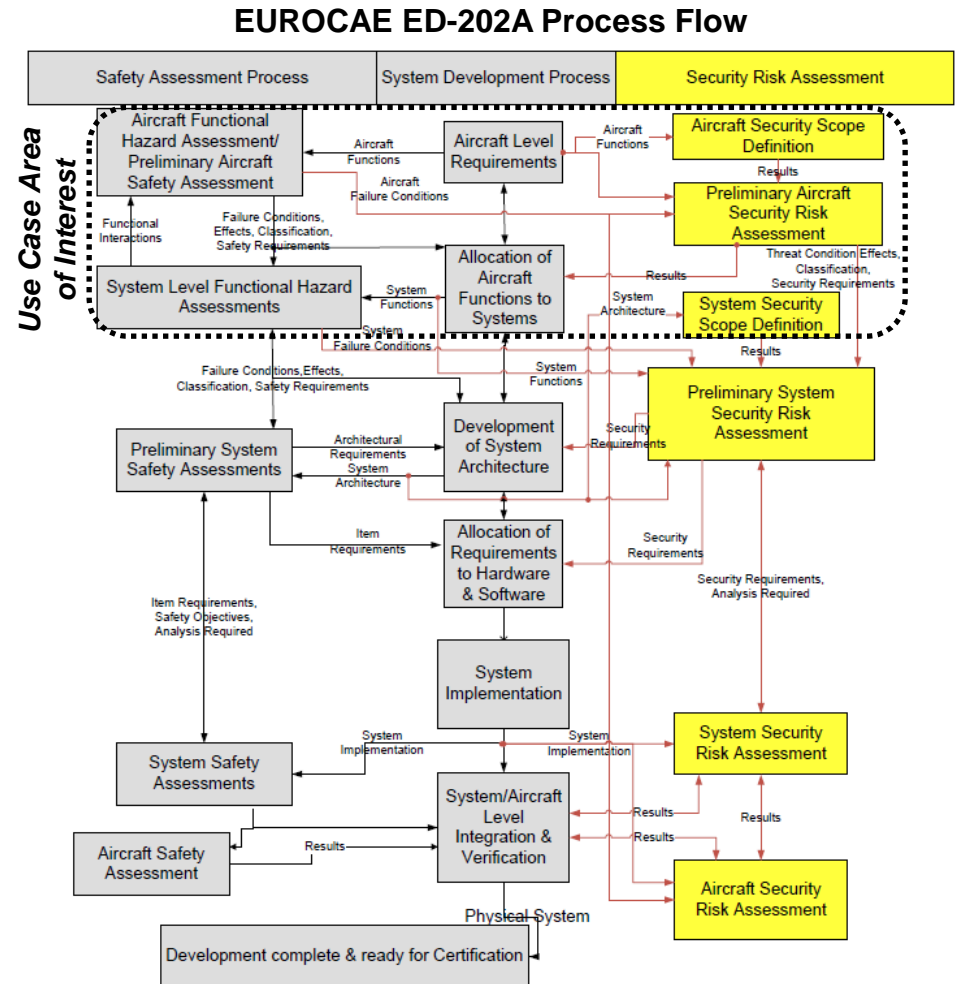 EUROCAE ED-202A Process Flow
Safety Assessment Process
System Development Process
Security Risk Assessment
Use Case Area
of Interest
Aircraft Functional
Hazard Assessment/
Preliminary Aircraft
Safety Assessment
Aircraft
Functions
Aircraft Level
Requirements
Aircraft
Functions
Aircraft Security Scope
Definition
Results
Aircraft
Failure Conditions
Preliminary Aircraft
Security Risk
Assessment
Functional
Interactions
Failure Conditions,
Effects, Classification,
Safety Requirements
Allocation of
Aircraft
Functions to
Systems
Results
Threat Condition Effects,
Classification,
Security Requirements
System Level Functional Hazard
Assessments
System
Functions
System
Architecture
System Security
Scope Definition
System
Failure Conditions
Results
Failure Conditions,Effects,
Classification, Safety Requirements
System
Functions
Preliminary System
Security Risk
Assessment
Preliminary System
Safety Assessments
Architectural
Requirements
System
Architecture
Development
of System
Architecture
Security
Requirements
Item
Requirements
Allocation of
Requirements
to Hardware
& Software
Security
Requirements
Security Requirements,
Analysis Required
Item Requirements,
Safety Objectives,
Analysis Required
System
Implementation
System Safety
Assessments
System
Implementation
System
Implementation
System Security
Risk Assessment
System/Aircraft
Level
Integration &
Verification
Results
Results
Results
Aircraft Safety
Assessment
Results
Aircraft Security
Risk Assessment
Physical System
Development complete & ready for Certification